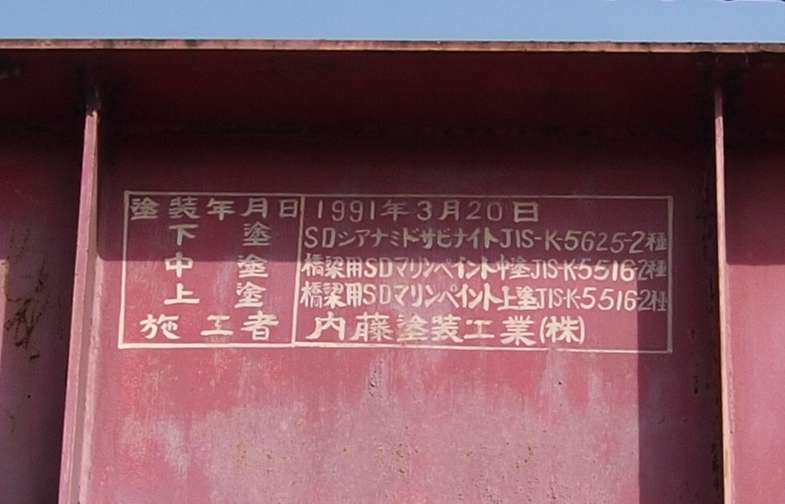 塗装年月日 1991年3月20日
下 塗 SDシアナミドサビナイトJIS-K-5625-2種
中 塗 橋梁用SDマリンペイント中塗JIS-K-5516-2種
上 塗 橋梁用SDマリンペイント上塗JIS-K-5516-2種
施工者 内藤塗装工業(株)